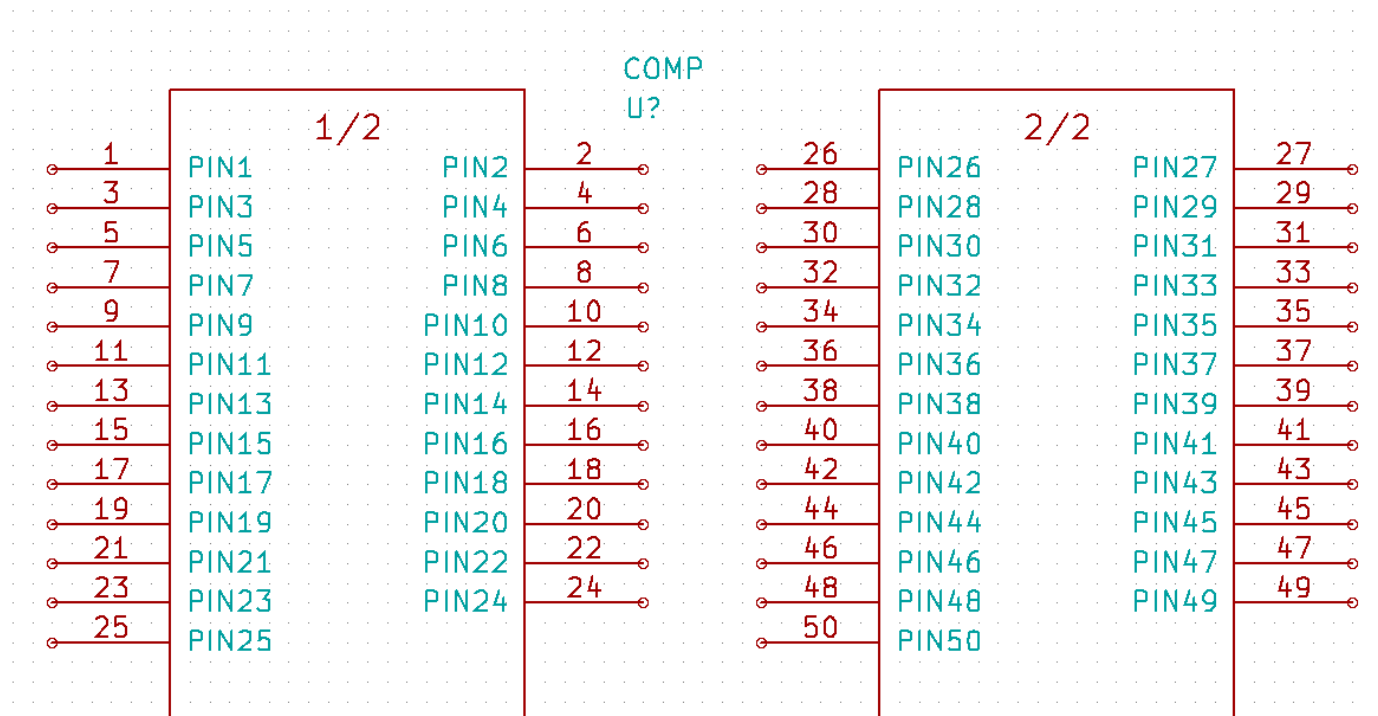 COMP
U?
1/2 2/2
1 PIN1 PIN2 2 26 PIN26 PIN27 27
3 PIN3 PIN4 4 28 PIN28 PIN29 29
5 PIN5 PIN6 6 30 PIN30 PIN31 31
7 PIN7 PIN8 8 32 PIN32 PIN33 33
9 PIN9 PIN10 10 34 PIN34 PIN35 35
11 PIN11 PIN12 12 36 PIN36 PIN37 37
13 PIN13 PIN14 14 38 PIN38 PIN39 39
15 PIN15 PIN16 16 40 PIN40 PIN41 41
17 PIN17 PIN18 18 42 PIN42 PIN43 43
19 PIN19 PIN20 20 44 PIN44 PIN45 45
21 PIN21 PIN22 22 46 PIN46 PIN47 47
23 PIN23 PIN24 24 48 PIN48 PIN49 49
25 PIN25 50 PIN50